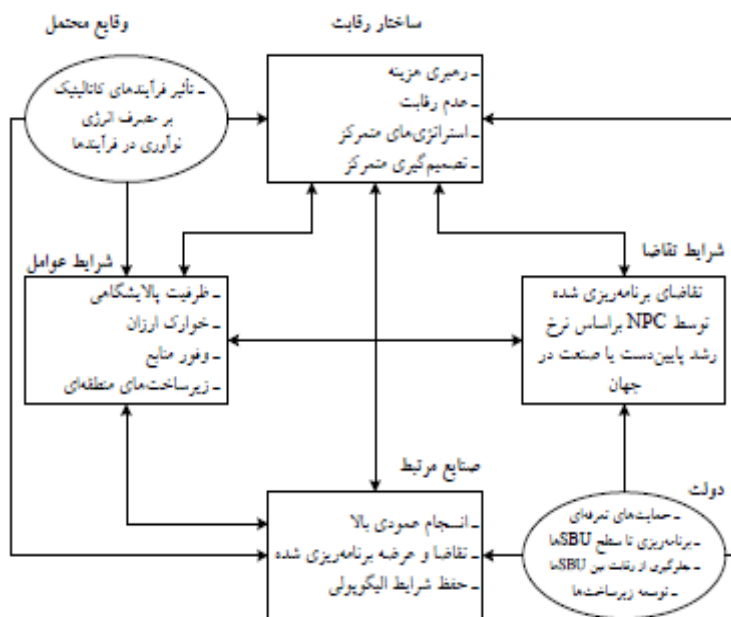 ساختار رقابت
وقایع محتمل
ـ رهبری هزینه
ـ عدم رقابت
ـ استراتژی‌های متمرکز
ـ تصمیم‌گیری متمرکز
ـ تأثیر فرآیندهای کاتالیتیک
بر مصرف انرژی
نوآوری در فرآیندها
شرایط تقاضا
تقاضای برنامه‌ریزی شده
توسط NPC براساس نرخ
رشد پایین‌دست یا صنعت در
جهان
شرایط عوامل
ـ ظرفیت پالایشگاهی
ـ خوراک ارزان
ـ وفور منابع
ـ زیرساخت‌های منطقه‌ای
صنایع مرتبط
ـ انسجام عمودی بالا
ـ تقاضا و عرضه برنامه‌ریزی شده
ـ حفظ شرایط الیگوپولی
دولت
ـ حمایت‌های تعرفه‌ای
ـ برنامه‌ریزی تا سطح SBUها
ـ جلوگیری از رقابت بین SBUها
ـ توسعه زیرساخت‌ها